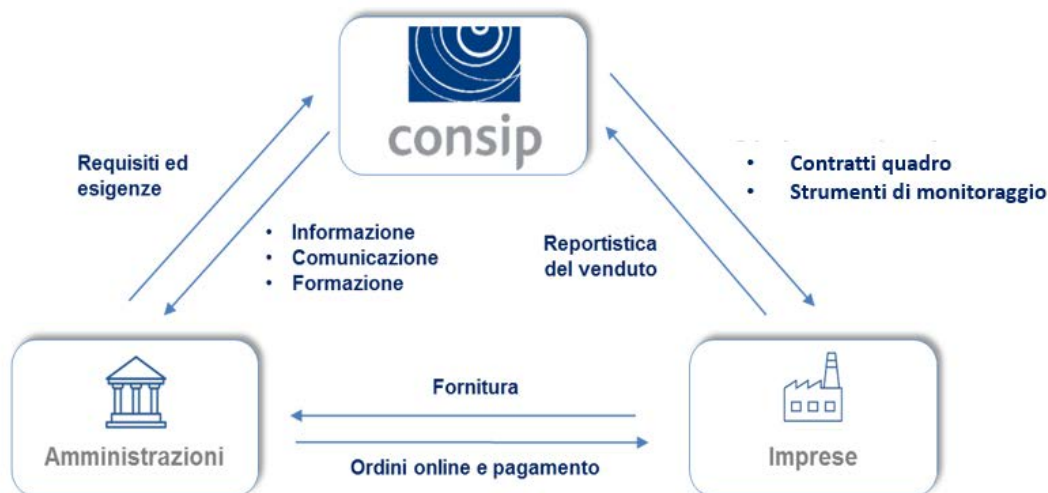 consip
Requisiti ed
esigenze
• Informazione
• Comunicazione
• Formazione
Reportistica
del venduto
• Contratti quadro
• Strumenti di monitoraggio
Amministrazioni
Fornitura
Ordini online e pagamento
Imprese